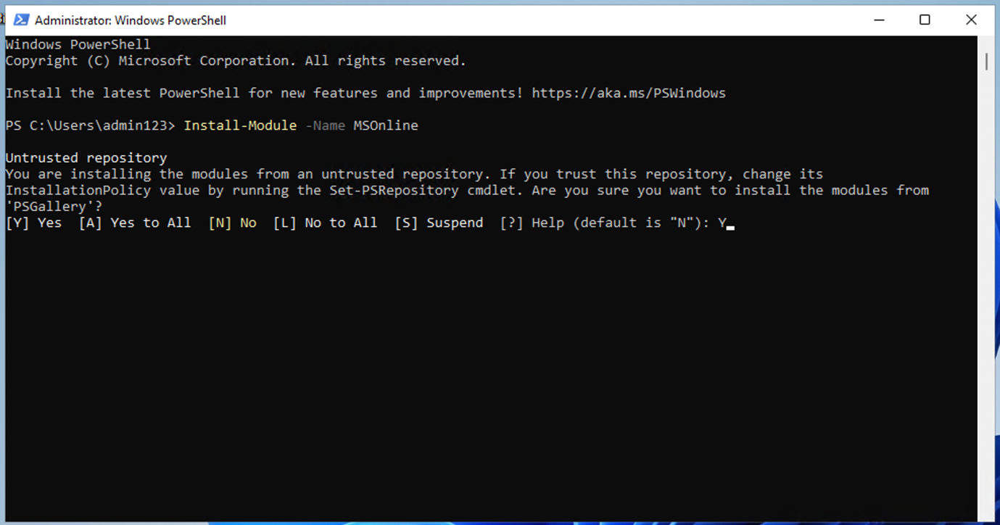 Administrator: Windows PowerShell
Windows PowerShell
Copyright (C) Microsoft Corporation. All rights reserved.
Install the latest PowerShell for new features and improvements! https://aka.ms/PSWindows
PS C:\Users\admin123> Install-Module -Name MSOnline
Untrusted repository
You are installing the modules from an untrusted repository. If you trust this repository, change its
InstallationPolicy value by running the Set-PSRepository cmdlet. Are you sure you want to install the modules from
'PSGallery'?
[Y] Yes  [A] Yes to All  [N] No  [L] No to All  [S] Suspend  [?] Help (default is "N"): Y